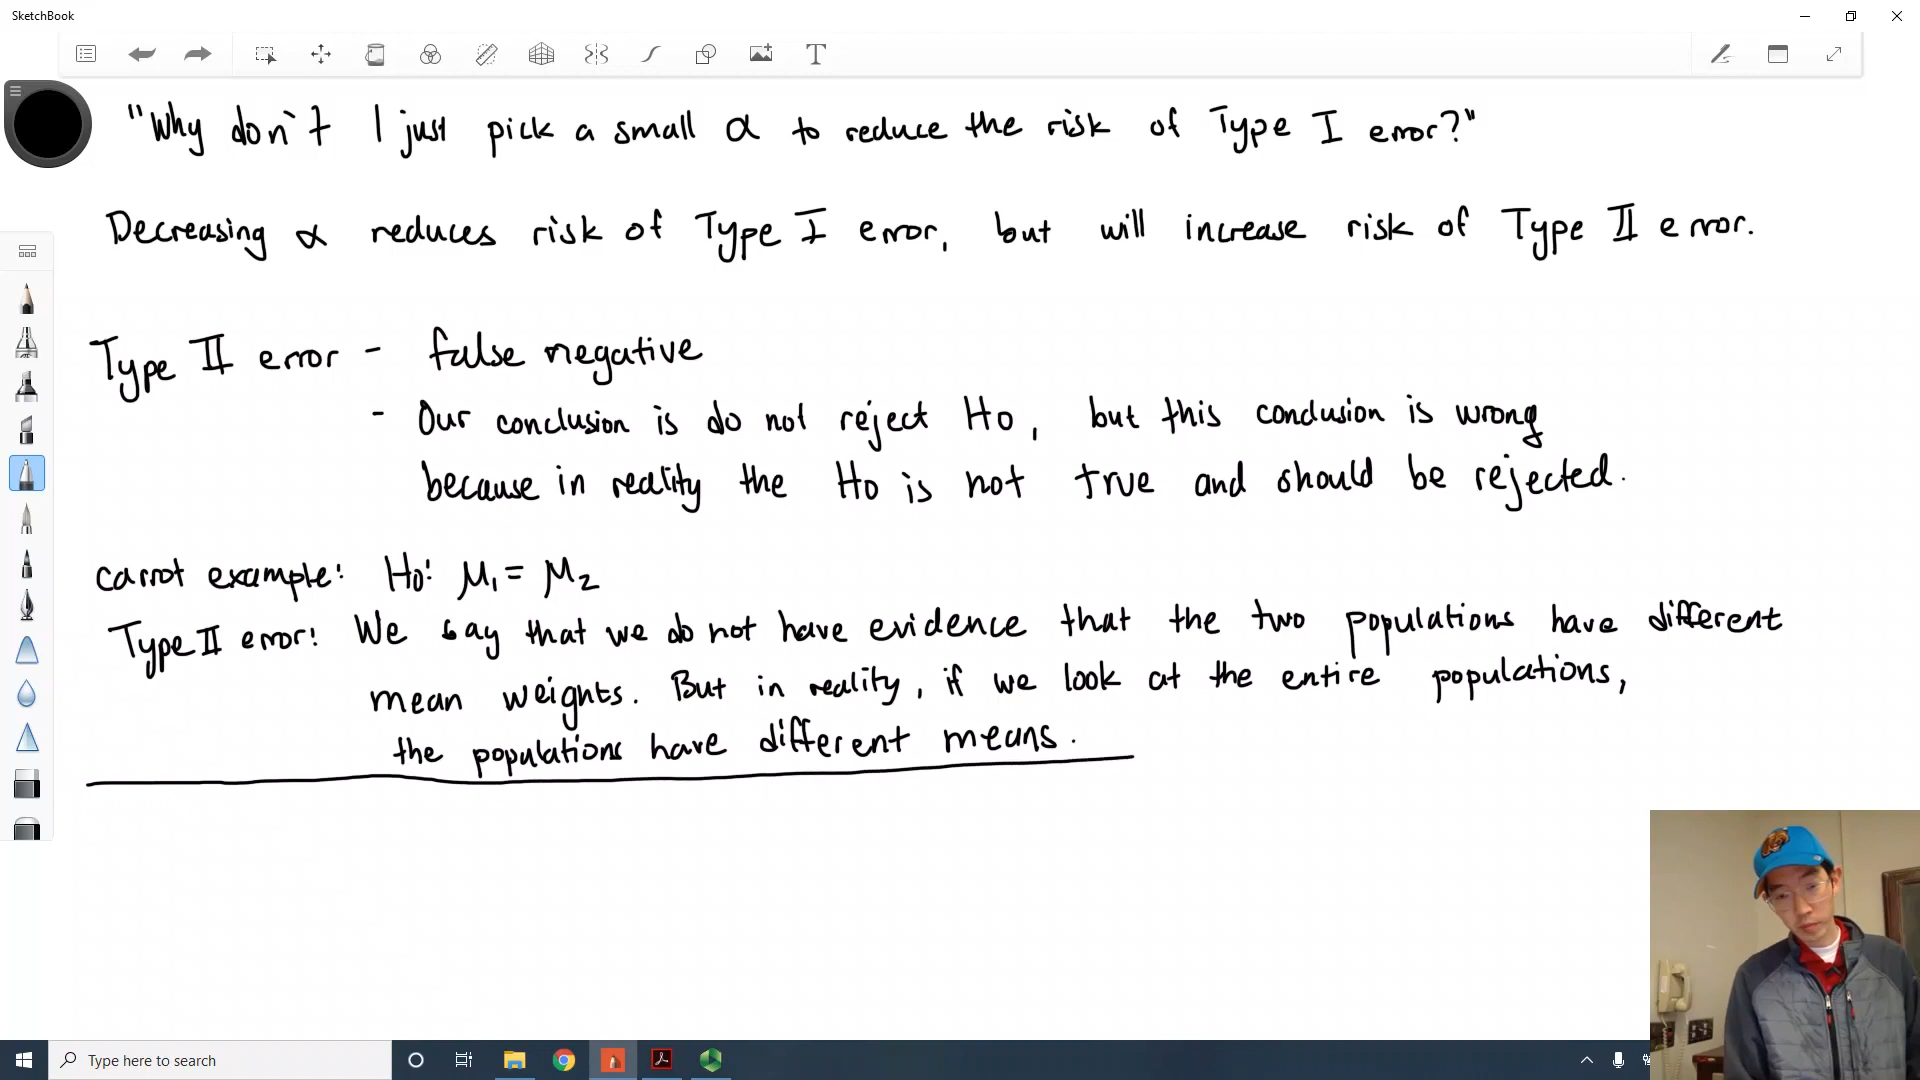 SketchBook
T
"Why don't I just pick a small α to reduce the risk of Type I error?"
Decreasing α reduces risk of Type I error, but will increase risk of Type II error.
Type II error - false negative
- Our conclusion is do not reject Ho, but this conclusion is wrong
because in reality the Ho is not true and should be rejected.
carrot example: Ho: μ1 = μ2
Type II error: We say that we do not have evidence that the two populations have different
mean weights. But in reality, if we look at the entire populations,
the populations have different means.
Type here to search